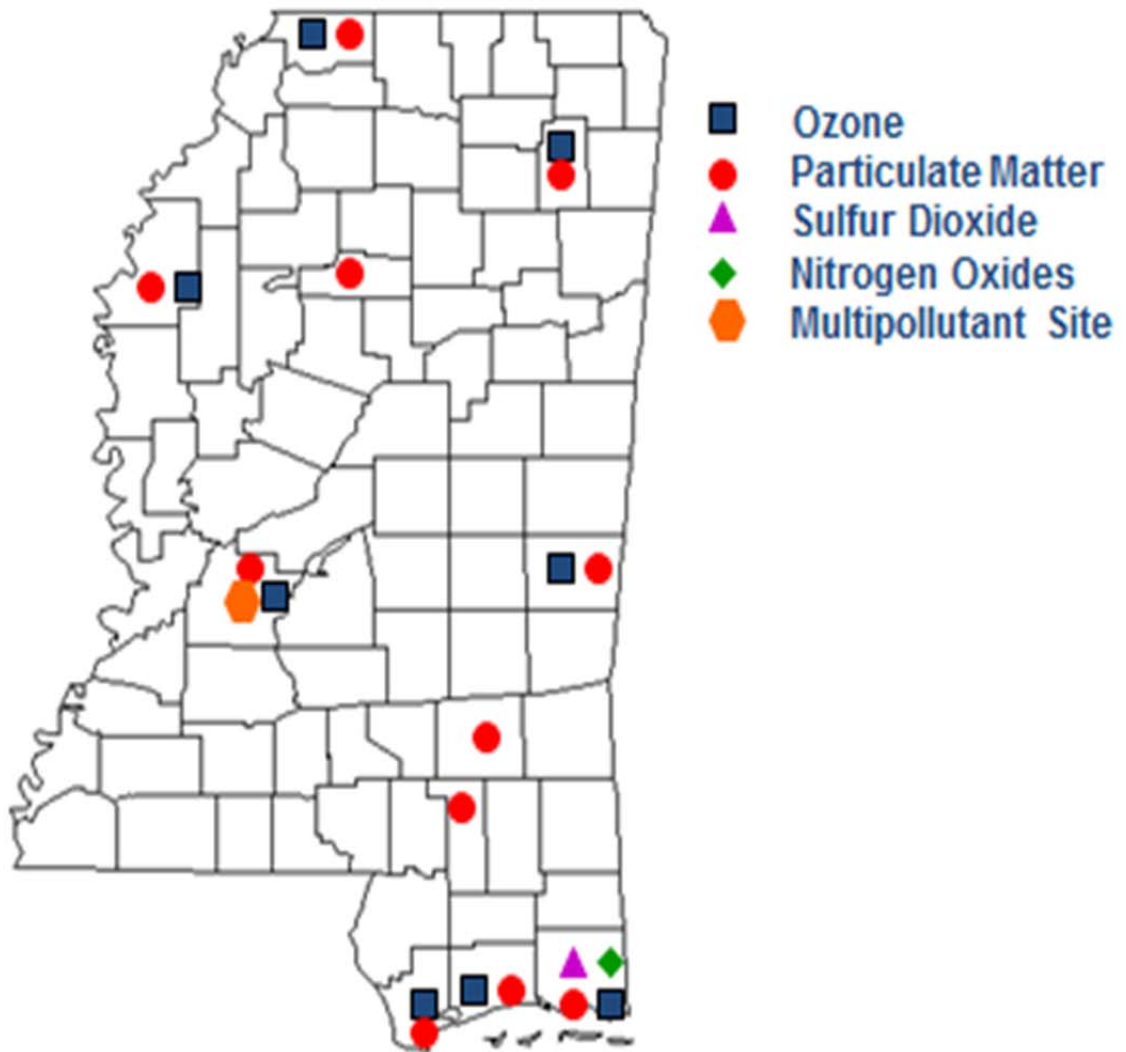 Ozone
Particulate Matter
Sulfur Dioxide
Nitrogen Oxides
Multipollutant Site